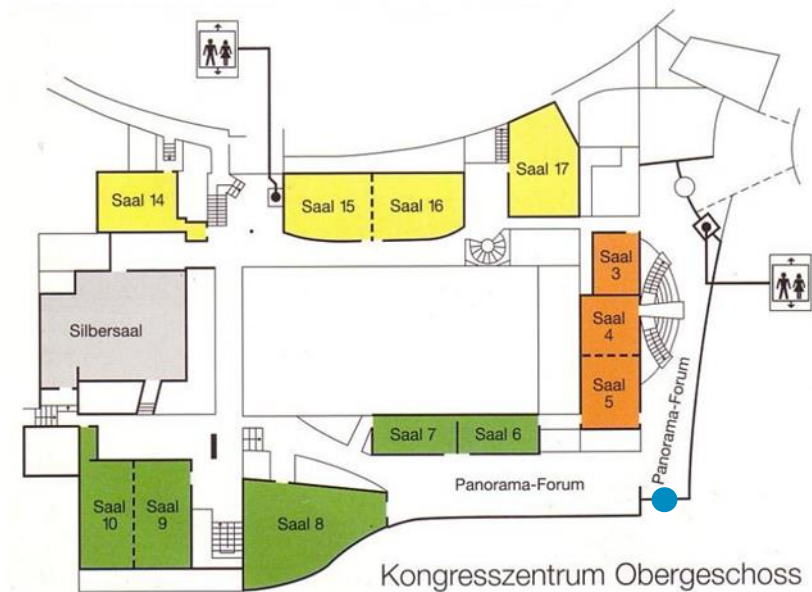 Saal 17
Saal 14
Saal 15
Saal 16
Saal
3
Silbersaal
Saal
4
Saal
5
Panorama-Forum
Saal 7
Saal 6
Panorama-Forum
Saal
10
Saal
9
Saal 8
Kongresszentrum Obergeschoss